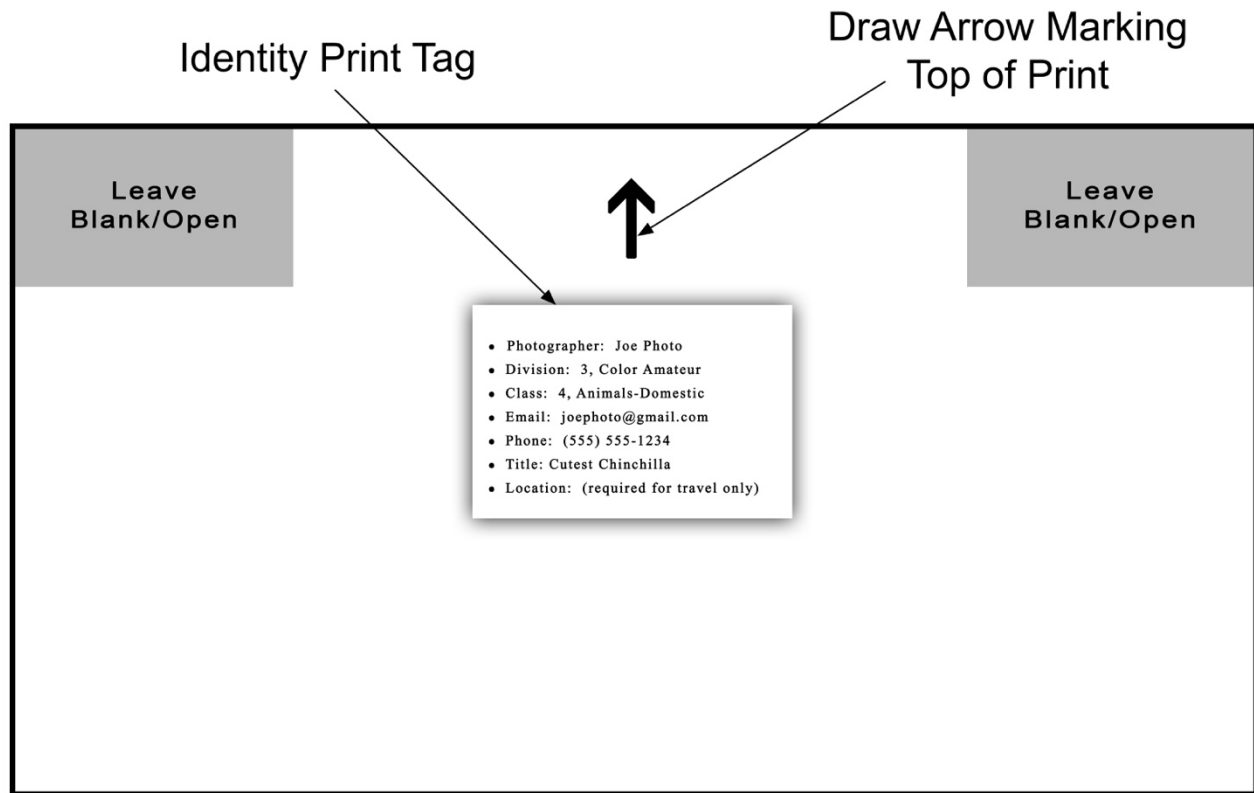 Identity Print Tag
Draw Arrow Marking
Top of Print
Leave
Blank/Open
Leave
Blank/Open
• Photographer:  Joe Photo
• Division:  3, Color Amateur
• Class:  4, Animals-Domestic
• Email:  joephoto@gmail.com
• Phone:  (555) 555-1234
• Title: Cutest Chinchilla
• Location:  (required for travel only)